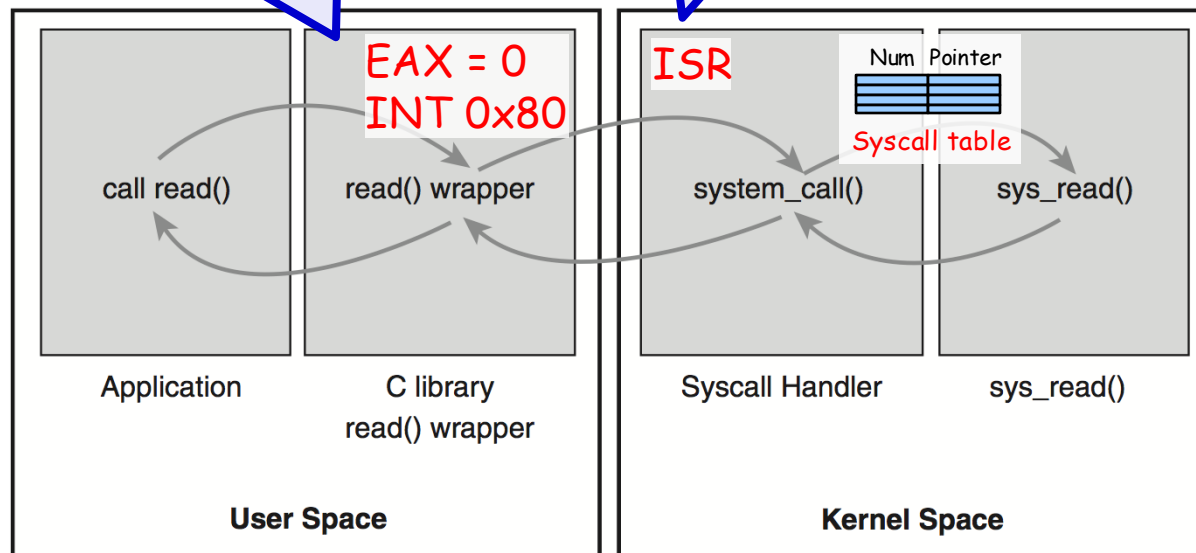 EAX = 0
INT 0x80
ISR
Num Pointer
Syscall table
call read()
read() wrapper
system_call()
sys_read()
Application
C library
read() wrapper
Syscall Handler
sys_read()
User Space
Kernel Space